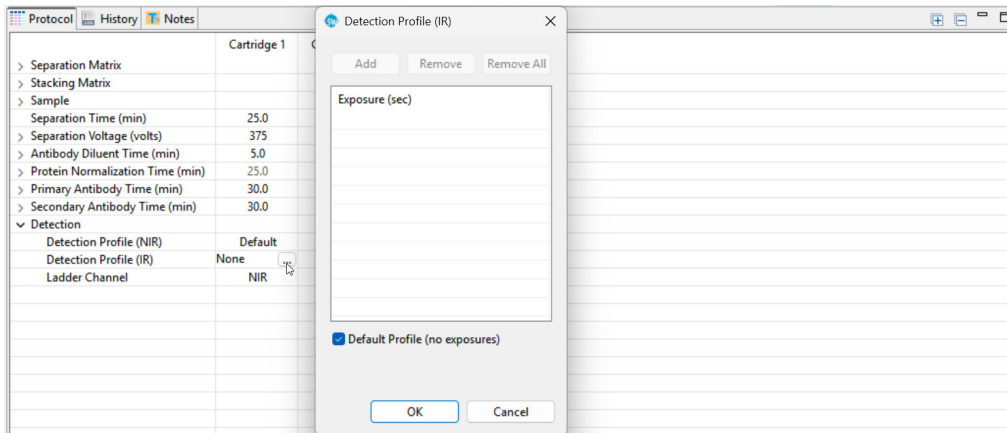 Protocol History Notes
Cartridge 1
Separation Matrix
Stacking Matrix
Sample
Separation Time (min) 25.0
Separation Voltage (volts) 375
Antibody Diluent Time (min) 5.0
Protein Normalization Time (min) 25.0
Primary Antibody Time (min) 30.0
Secondary Antibody Time (min) 30.0
Detection
Detection Profile (NIR) Default
Detection Profile (IR) None ...
Ladder Channel NIR
SW Detection Profile (IR)
Add Remove Remove All
Exposure (sec)
Default Profile (no exposures)
OK Cancel